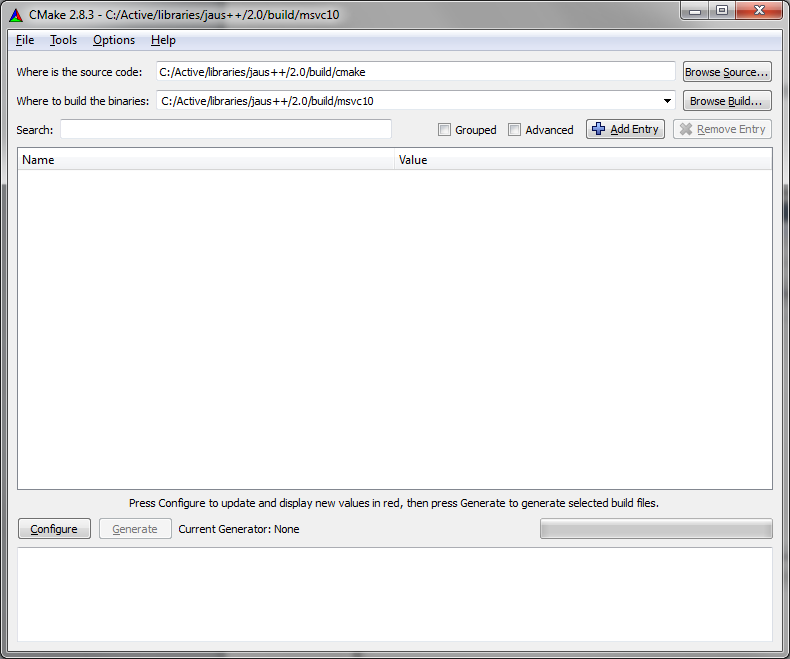 CMake 2.8.3 - C:/Active/libraries/jaus++/2.0/build/msvc10
File Tools Options Help
Where is the source code: C:/Active/libraries/jaus++/2.0/build/cmake Browse Source...
Where to build the binaries: C:/Active/libraries/jaus++/2.0/build/msvc10 Browse Build...
Search: Grouped Advanced Add Entry Remove Entry
Name Value
Press Configure to update and display new values in red, then press Generate to generate selected build files.
Configure Generate Current Generator: None